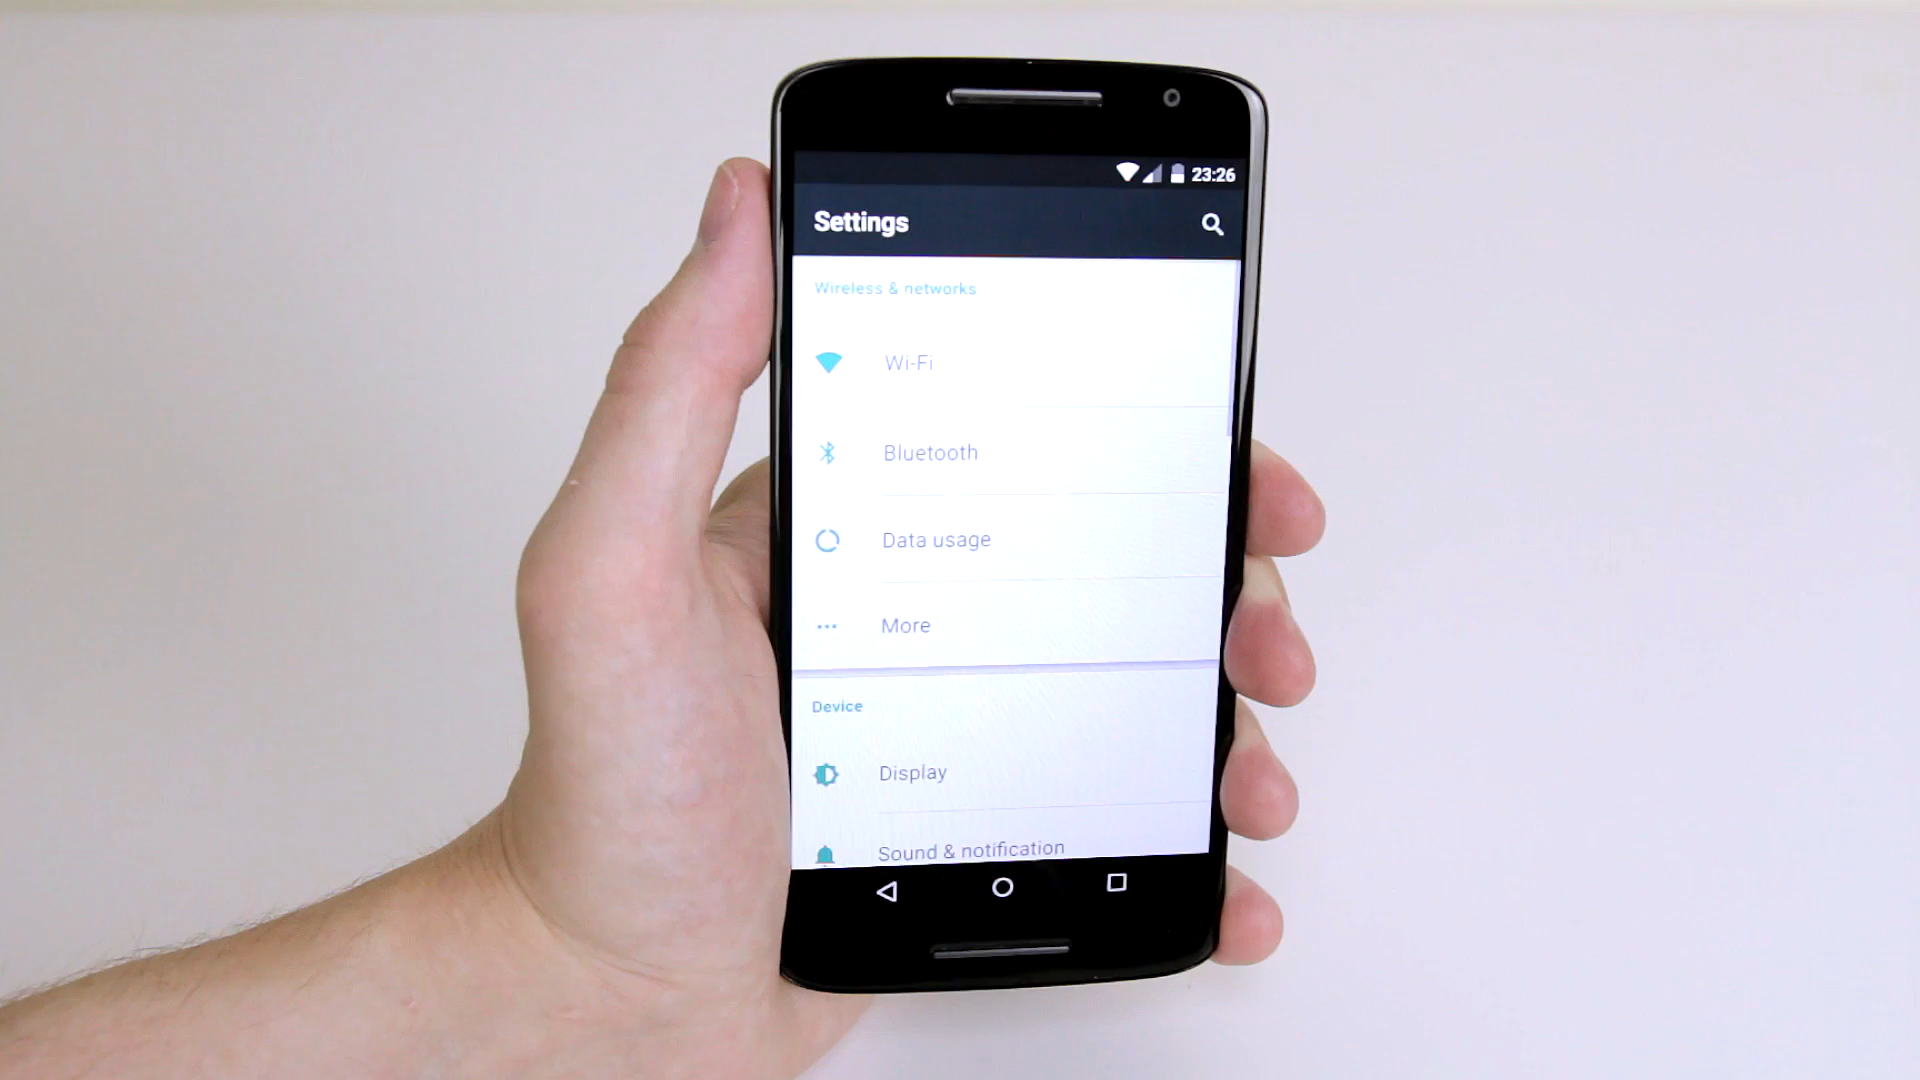 23:26
Settings
Wireless & networks
Wi-Fi
Bluetooth
Data usage
More
Device
Display
Sound & notification